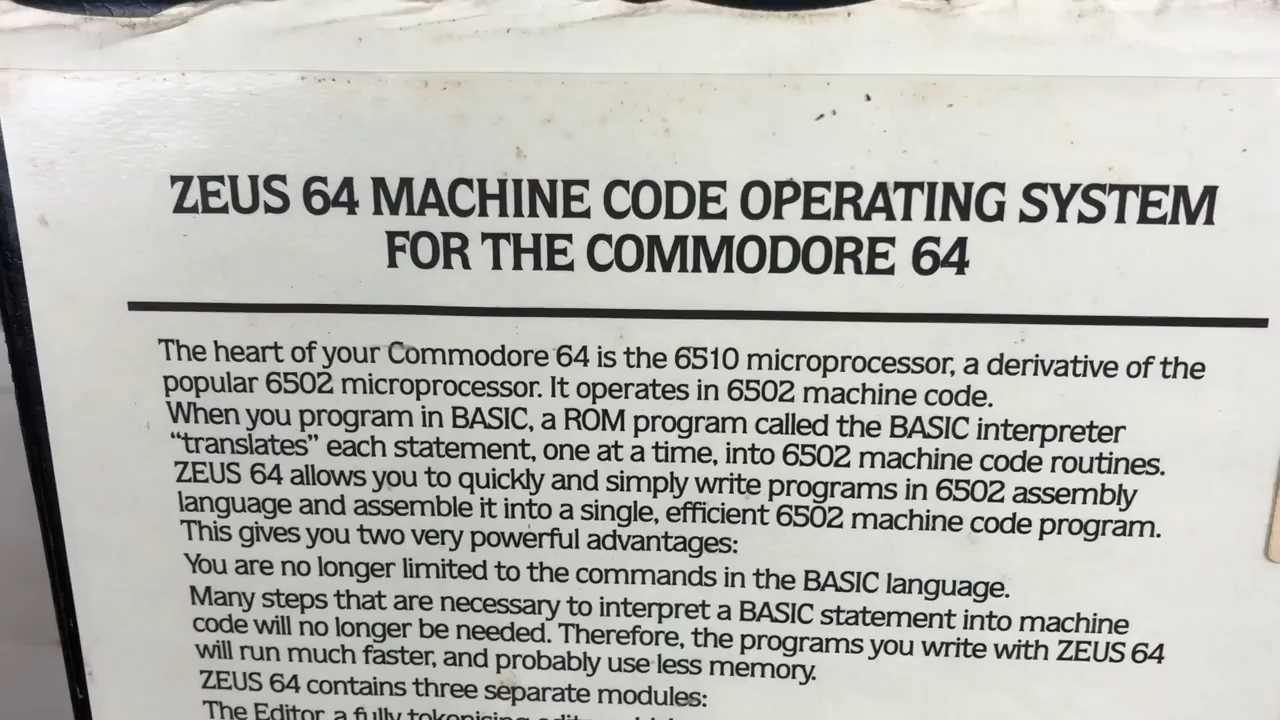 ZEUS 64 MACHINE CODE OPERATING SYSTEM
FOR THE COMMODORE 64
The heart of your Commodore 64 is the 6510 microprocessor, a derivative of the
popular 6502 microprocessor. It operates in 6502 machine code.
When you program in BASIC, a ROM program called the BASIC interpreter
“translates” each statement, one at a time, into 6502 machine code routines.
ZEUS 64 allows you to quickly and simply write programs in 6502 assembly
language and assemble it into a single, efficient 6502 machine code program.
This gives you two very powerful advantages:
You are no longer limited to the commands in the BASIC language.
Many steps that are necessary to interpret a BASIC statement into machine
code will no longer be needed. Therefore, the programs you write with ZEUS 64
will run much faster, and probably use less memory.
ZEUS 64 contains three separate modules:
The Editor, a fully tokenising